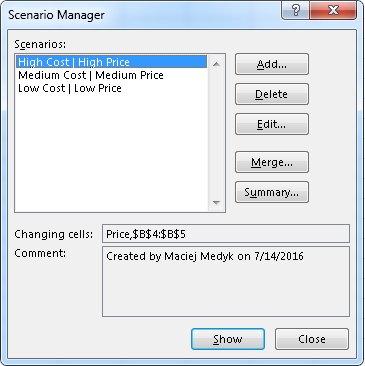 Scenario Manager
?
Scenarios:
High Cost | High Price
Medium Cost | Medium Price
Low Cost | Low Price
Add...
Delete
Edit...
Merge...
Summary...
Changing cells: Price,$B$4:$B$5
Comment: Created by Maciej Medyk on 7/14/2016
Show Close